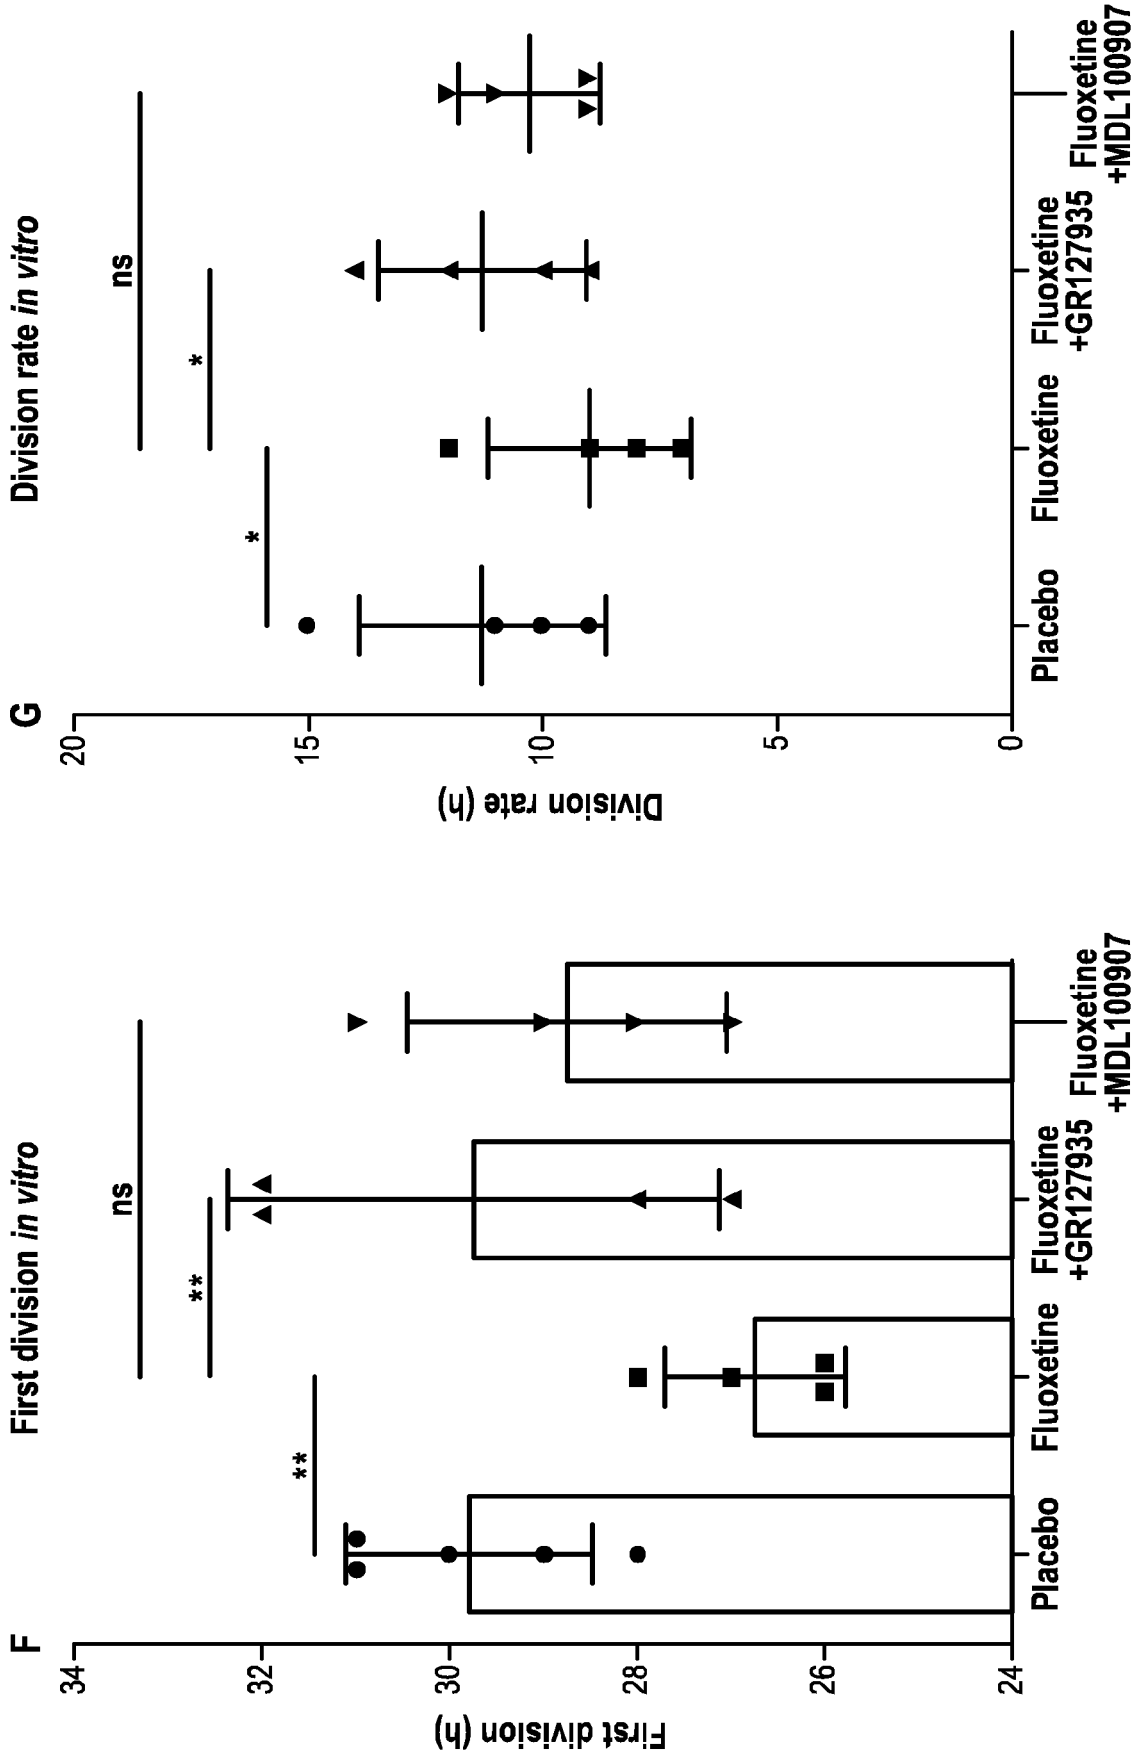 F
First division in vitro
ns
**
**
First division (h)
34
32
30
28
26
24
Placebo
Fluoxetine
Fluoxetine
+GR127935
Fluoxetine
+MDL100907
G
Division rate in vitro
ns
*
*
Division rate (h)
20
15
10
5
0
Placebo
Fluoxetine
Fluoxetine
+GR127935
Fluoxetine
+MDL100907